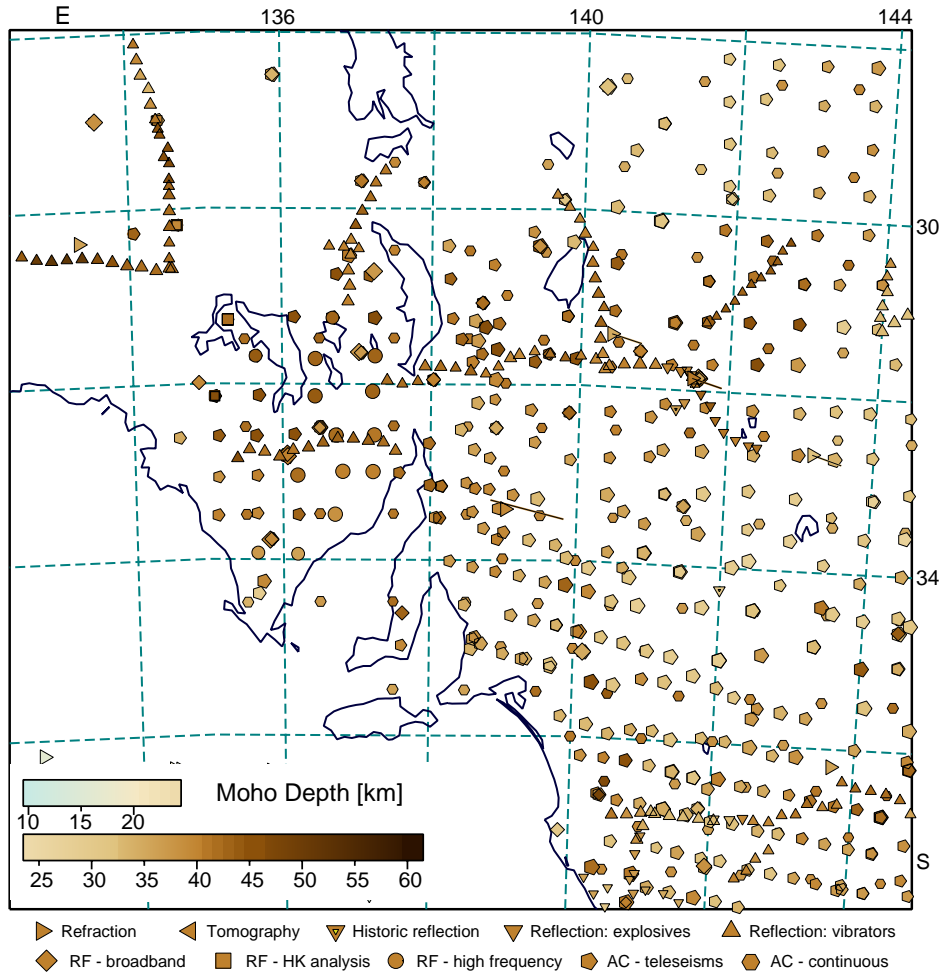 E 136 140 144
30
34
S
Moho Depth [km]
10 15 20
25 30 35 40 45 50 55 60
Refraction Tomography Historic reflection Reflection: explosives Reflection: vibrators
RF - broadband RF - HK analysis RF - high frequency AC - teleseisms AC - continuous